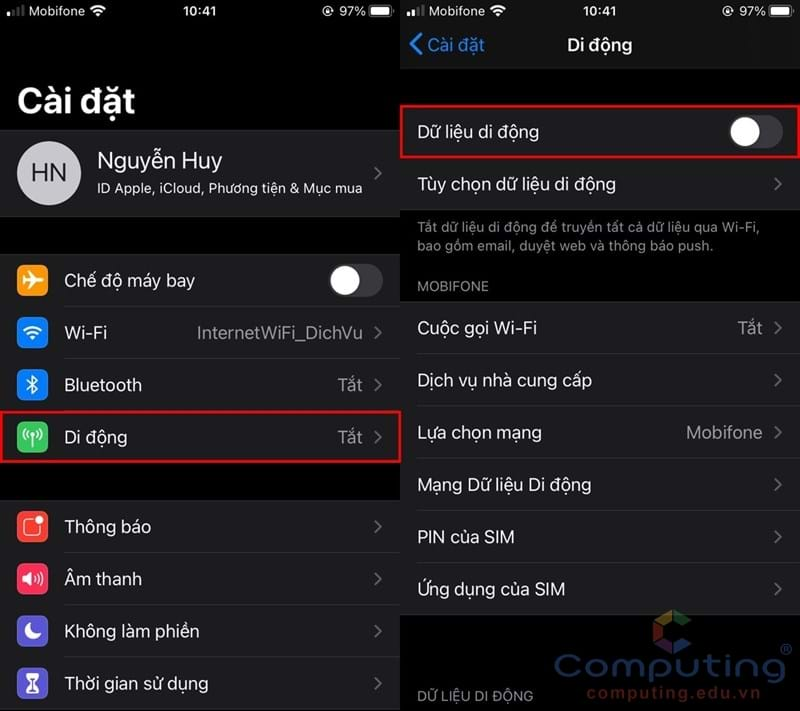 Mobifone 10:41 97%
Cài đặt
HN
Nguyễn Huy
ID Apple, iCloud, Phương tiện & Mục mua
Chế độ máy bay
Wi-Fi InternetWiFi_DichVu
Bluetooth Tắt
Di động Tắt
Thông báo
Âm thanh
Không làm phiền
Thời gian sử dụng
Mobifone 10:41 97%
Cài đặt Di động
Dữ liệu di động
Tùy chọn dữ liệu di động
Tắt dữ liệu di động để truyền tất cả dữ liệu qua Wi-Fi,
bao gồm email, duyệt web và thông báo push.
MOBIFONE
Cuộc gọi Wi-Fi Tắt
Dịch vụ nhà cung cấp
Lựa chọn mạng Mobifone
Mạng Dữ liệu Di động
PIN của SIM
Ứng dụng của SIM
DỮ LIỆU DI ĐỘNG
Computing®
computing.edu.vn